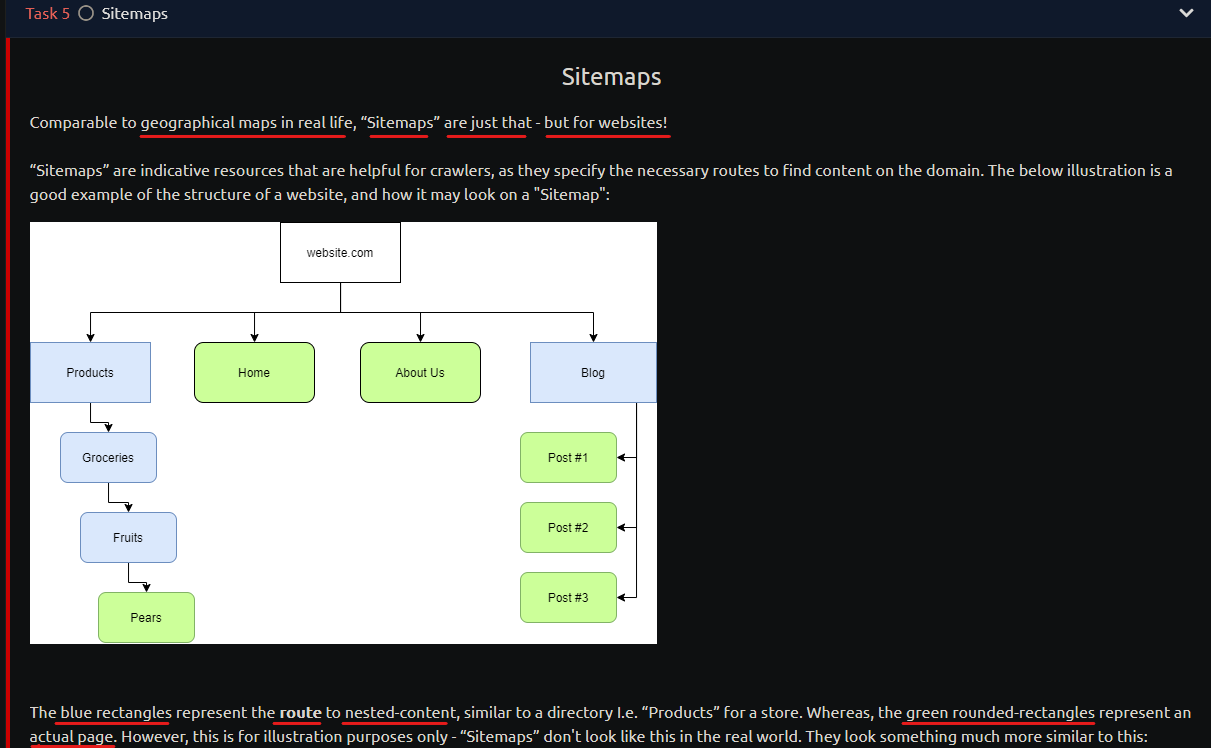 Task 5 Sitemaps
Sitemaps
Comparable to geographical maps in real life, “Sitemaps” are just that - but for websites!
“Sitemaps” are indicative resources that are helpful for crawlers, as they specify the necessary routes to find content on the domain. The below illustration is a
good example of the structure of a website, and how it may look on a "Sitemap":
website.com
Products
Home
About Us
Blog
Groceries
Post #1
Fruits
Post #2
Pears
Post #3
The blue rectangles represent the route to nested-content, similar to a directory I.e. “Products” for a store. Whereas, the green rounded-rectangles represent an
actual page. However, this is for illustration purposes only - “Sitemaps” don't look like this in the real world. They look something much more similar to this: